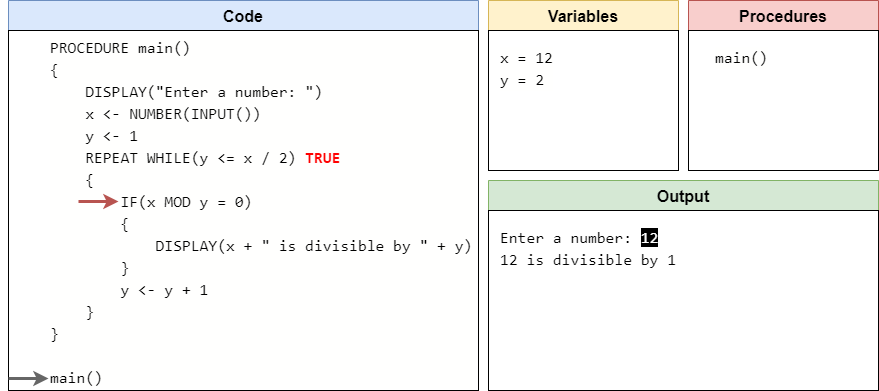 Code
PROCEDURE main()
{
DISPLAY("Enter a number: ")
x <- NUMBER(INPUT())
y <- 1
REPEAT WHILE(y <= x / 2) TRUE
{
IF(x MOD y = 0)
{
DISPLAY(x + " is divisible by " + y)
}
y <- y + 1
}
}
main()
Variables
x = 12
y = 2
Procedures
main()
Output
Enter a number: 12
12 is divisible by 1